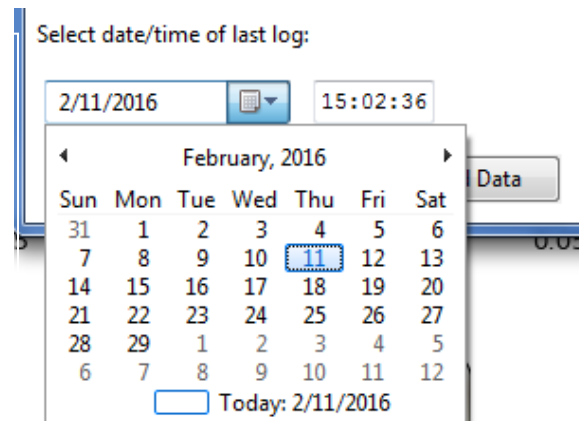 Select date/time of last log:
2/11/2016 15:02:36
February, 2016
Data
Sun Mon Tue Wed Thu Fri Sat
31 1 2 3 4 5 6
7 8 9 10 11 12 13
14 15 16 17 18 19 20
21 22 23 24 25 26 27
28 29 1 2 3 4 5
6 7 8 9 10 11 12
Today: 2/11/2016